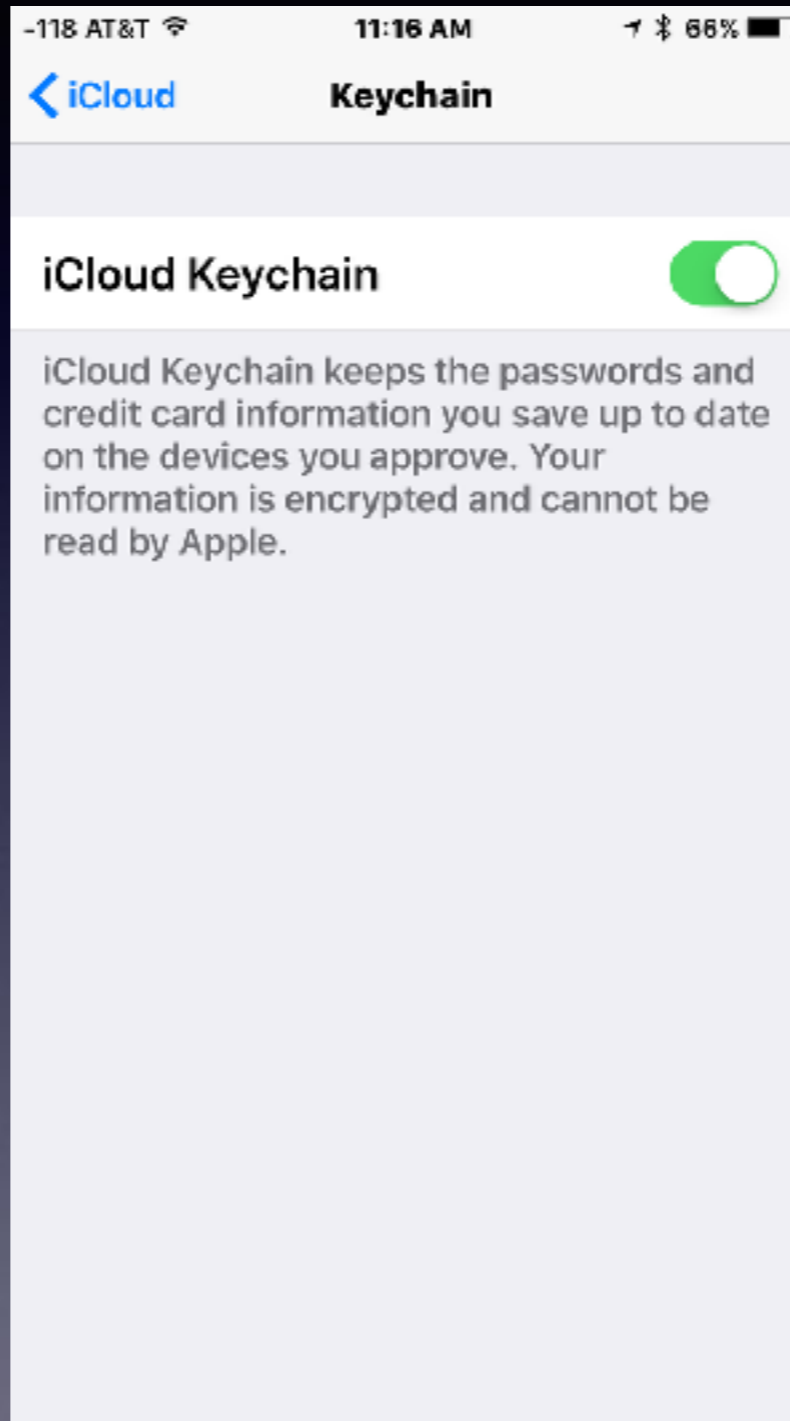 -118 AT&T 11:16 AM 66%
iCloud Keychain
iCloud Keychain
iCloud Keychain keeps the passwords and
credit card information you save up to date
on the devices you approve. Your
information is encrypted and cannot be
read by Apple.